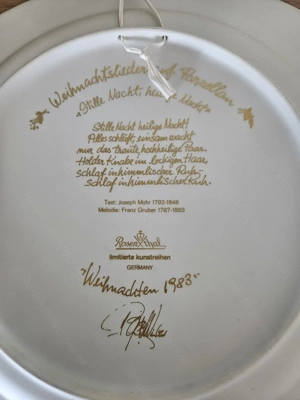 Weihnachtslieder auf Porzellan
"Stille Nacht, heilige Nacht"
Stille Nacht heilige Nacht!
Alles schläft, einsam wacht
nur das traute, hochheilige Paar.
Holder Knabe im lockigen Haar,
schlaf in himmlischer Ruh.
Schlaf in himmlischer Ruh.
Text: Joseph Mohr 1792-1848
Melodie: Franz Gruber 1787-1863
Rosenthal
limitierte kunstreihen
GERMANY
"Weihnachten 1983"